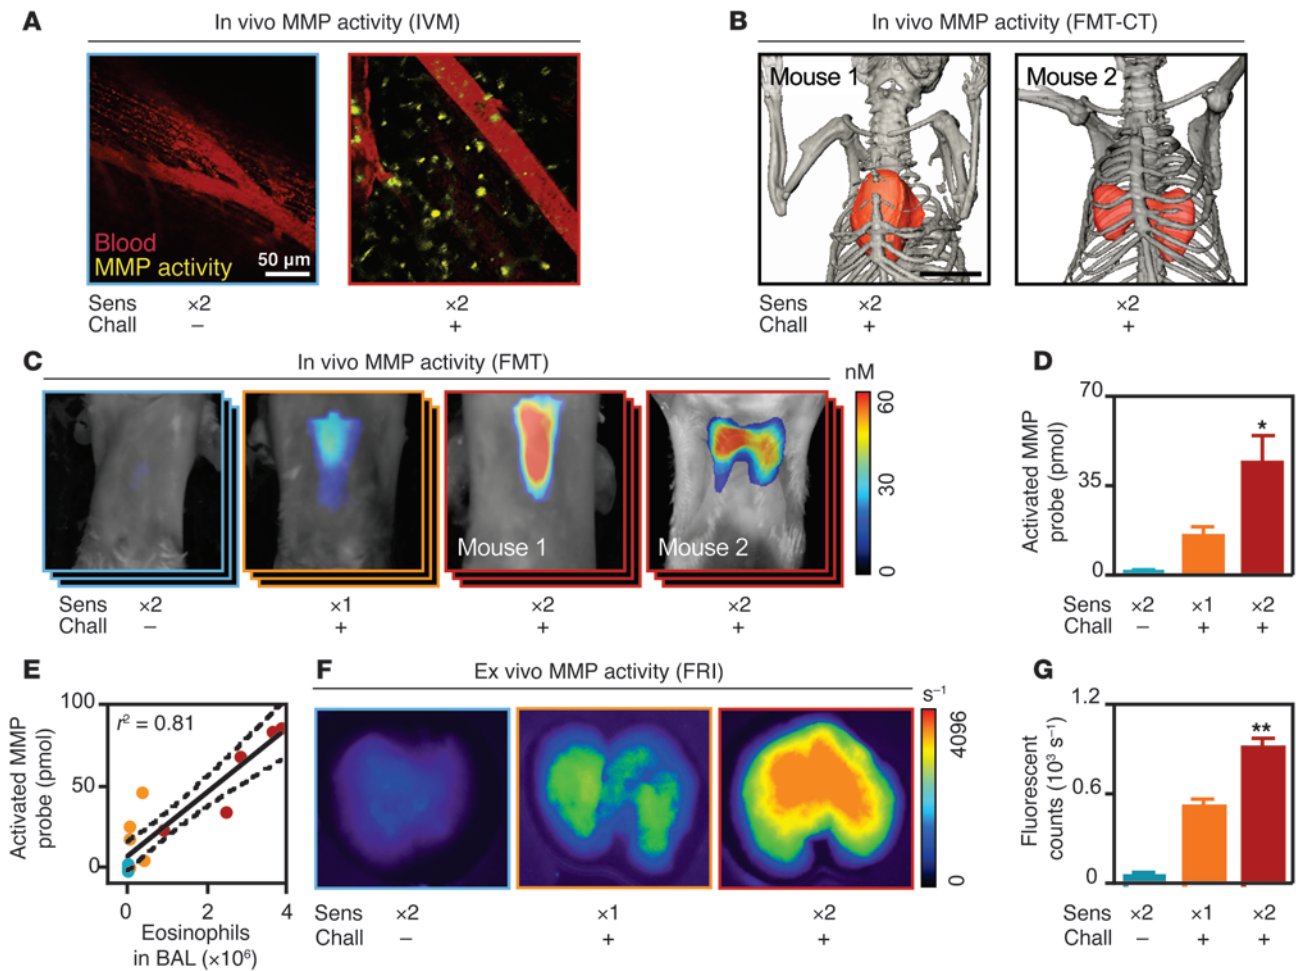 A
In vivo MMP activity (IVM)
Blood
MMP activity
50 µm
Sens ×2 ×2
Chall – +
B
In vivo MMP activity (FMT-CT)
Mouse 1
Mouse 2
Sens ×2 ×2
Chall + +
C
In vivo MMP activity (FMT)
nM
60
30
0
Mouse 1
Mouse 2
Sens ×2 ×1 ×2 ×2
Chall – + + +
D
Activated MMP
probe (pmol)
70
35
0
*
Sens ×2 ×1 ×2
Chall – + +
E
Activated MMP
probe (pmol)
100
50
0
r² = 0.81
0 2 4
Eosinophils
in BAL (×10⁶)
F
Ex vivo MMP activity (FRI)
s⁻¹
4096
0
Sens ×2 ×1 ×2
Chall – + +
G
Fluorescent
counts (10³ s⁻¹)
1.2
0.6
0
**
Sens ×2 ×1 ×2
Chall – + +